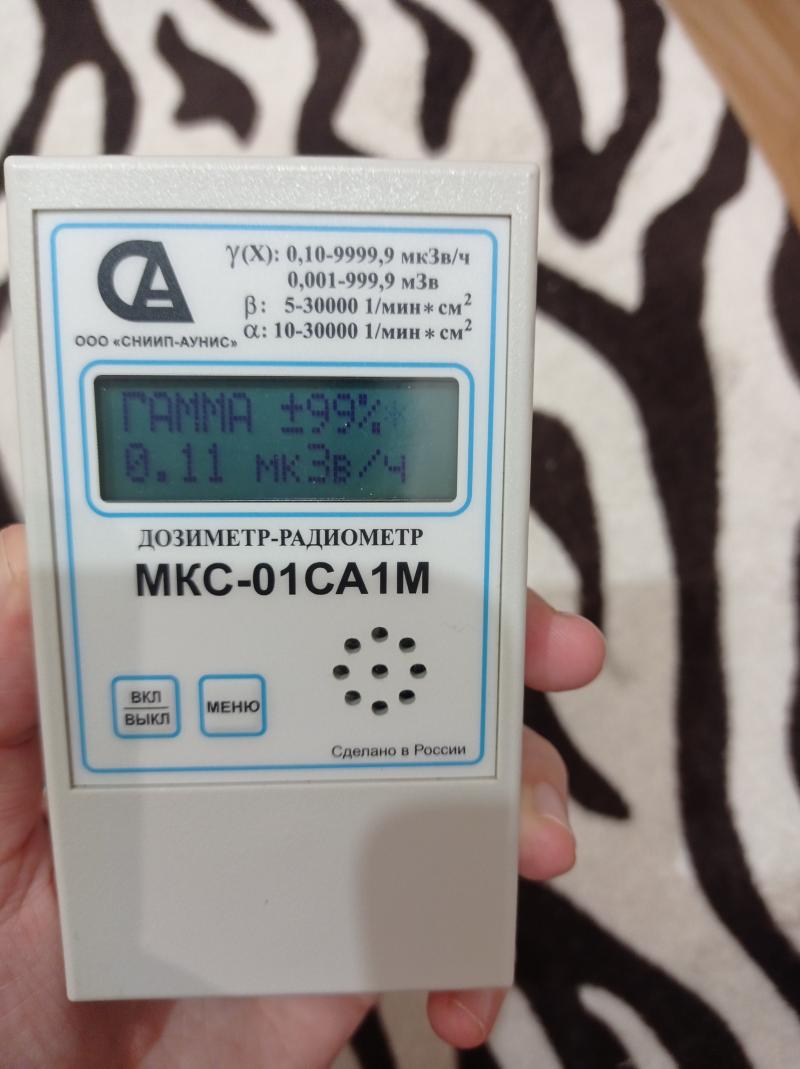 γ(X): 0,10-9999,9 мкЗв/ч
0,001-999,9 мЗв
β: 5-30000 1/мин*см²
α: 10-30000 1/мин*см²
СА
ООО «СНИИП-АУНИС»
ГАММА ±99%*
0.11 мкЗв/ч
ДОЗИМЕТР-РАДИОМЕТР
МКС-01СА1М
ВКЛ
ВЫКЛ
МЕНЮ
Сделано в России